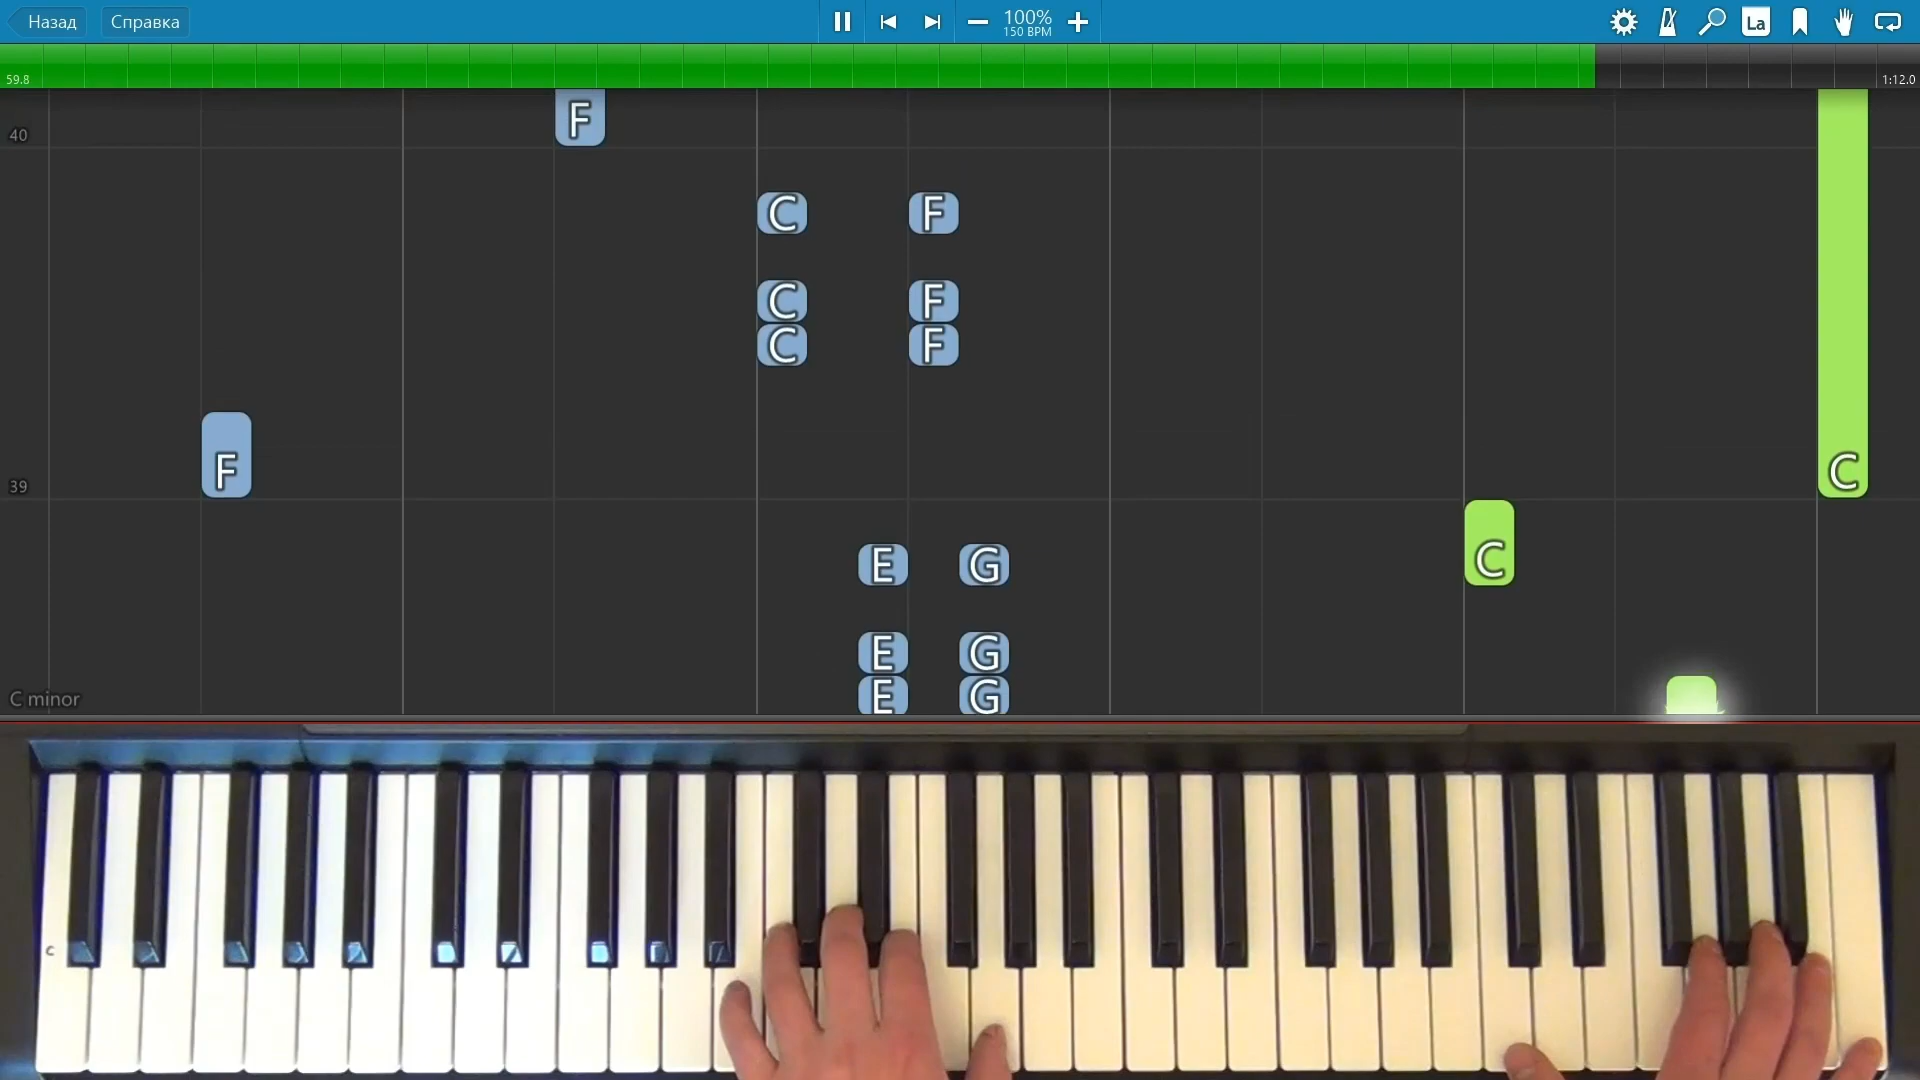 Назад
Справка
100%
150 BPM
La
59.8
1:12.0
F
40
C F
C F
C F
F C
39
E G C
E G
E G
C minor
C